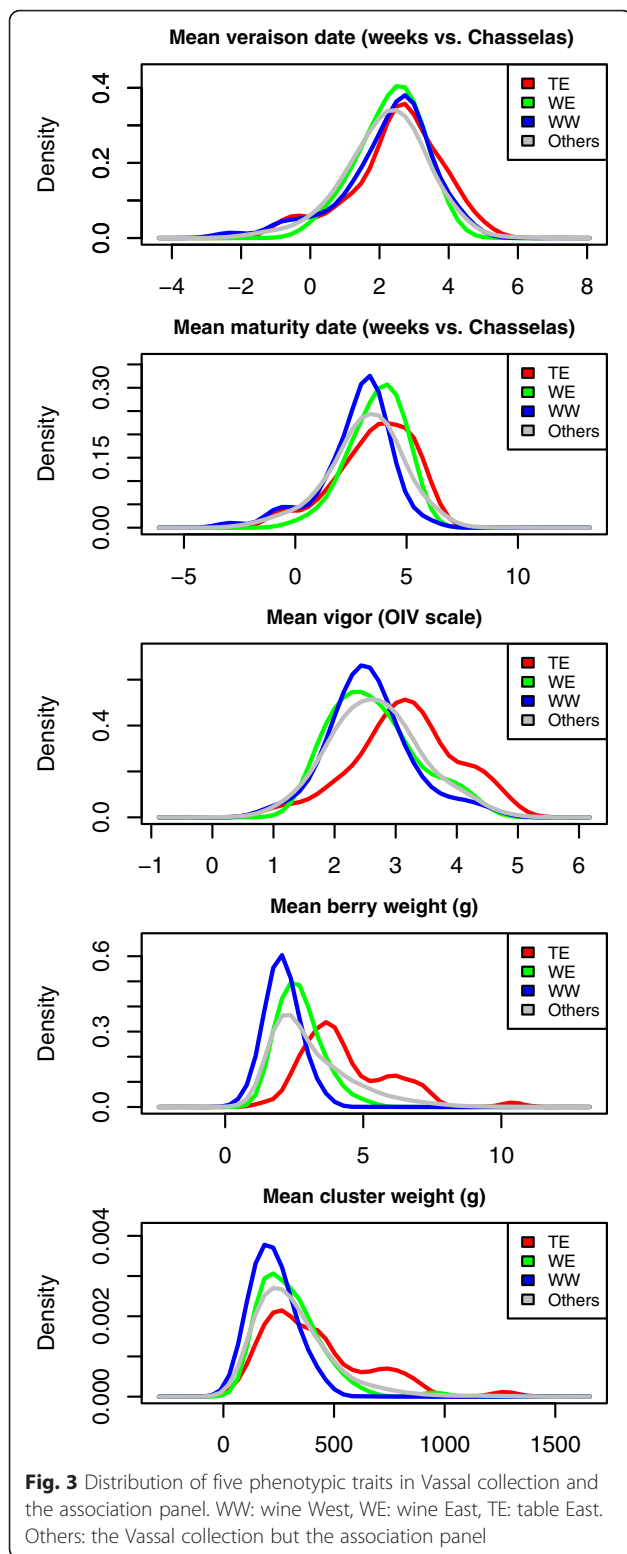 Mean veraison date (weeks vs. Chasselas)
Density
0.0 0.2 0.4
TE
WE
WW
Others
−4 −2 0 2 4 6 8
Mean maturity date (weeks vs. Chasselas)
Density
0.00 0.15 0.30
TE
WE
WW
Others
−5 0 5 10
Mean vigor (OIV scale)
Density
0.0 0.4
TE
WE
WW
Others
−1 0 1 2 3 4 5 6
Mean berry weight (g)
Density
0.0 0.3 0.6
TE
WE
WW
Others
0 5 10
Mean cluster weight (g)
Density
0.000 0.002 0.004
TE
WE
WW
Others
0 500 1000 1500
Fig. 3 Distribution of five phenotypic traits in Vassal collection and
the association panel. WW: wine West, WE: wine East, TE: table East.
Others: the Vassal collection but the association panel